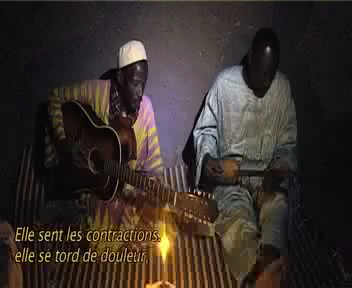 Elle sent les contractions,
elle se tord de douleur,